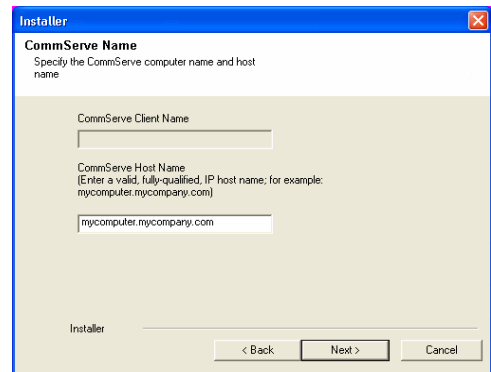 Installer
CommServe Name
Specify the CommServe computer name and host
name
CommServe Client Name
CommServe Host Name
(Enter a valid, fully-qualified, IP host name; for example:
mycomputer.mycompany.com)
mycomputer.mycompany.com
Installer
< Back Next > Cancel